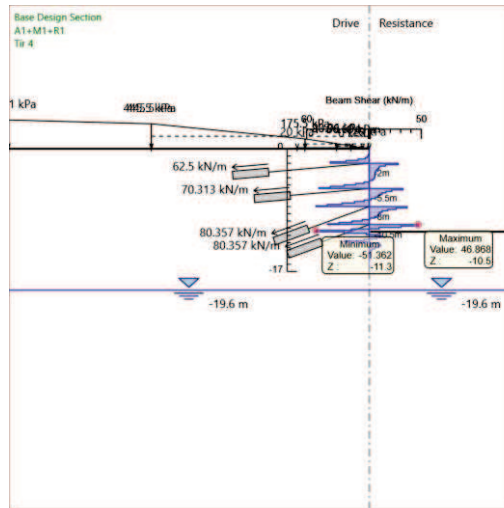 Base Design Section
A1+M1+R1
Tir 4
Drive
Resistance
Beam Shear (kN/m)
50
62.5 kN/m
70.313 kN/m
80.357 kN/m
80.357 kN/m
-2m
-5.5m
-8m
-17
Minimum
Value: -51.362
Z : -11.3
Maximum
Value: 46.868
Z : -10.5
-19.6 m
-19.6 m